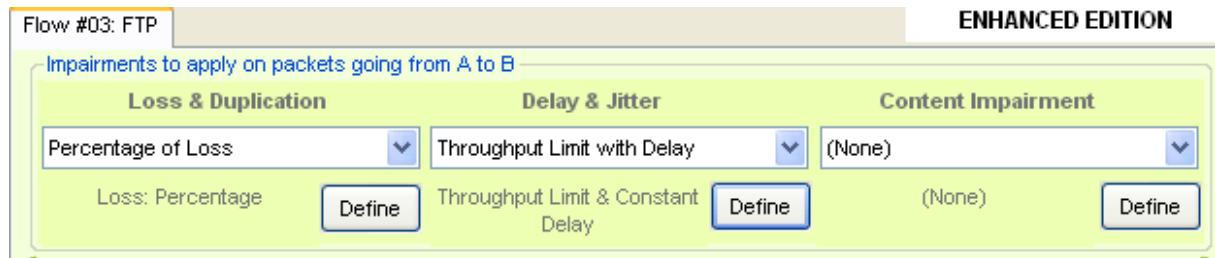 Flow #03: FTP
ENHANCED EDITION
Impairments to apply on packets going from A to B
Loss & Duplication
Delay & Jitter
Content Impairment
Percentage of Loss
Throughput Limit with Delay
(None)
Loss: Percentage
Define
Throughput Limit & Constant
Delay
Define
(None)
Define